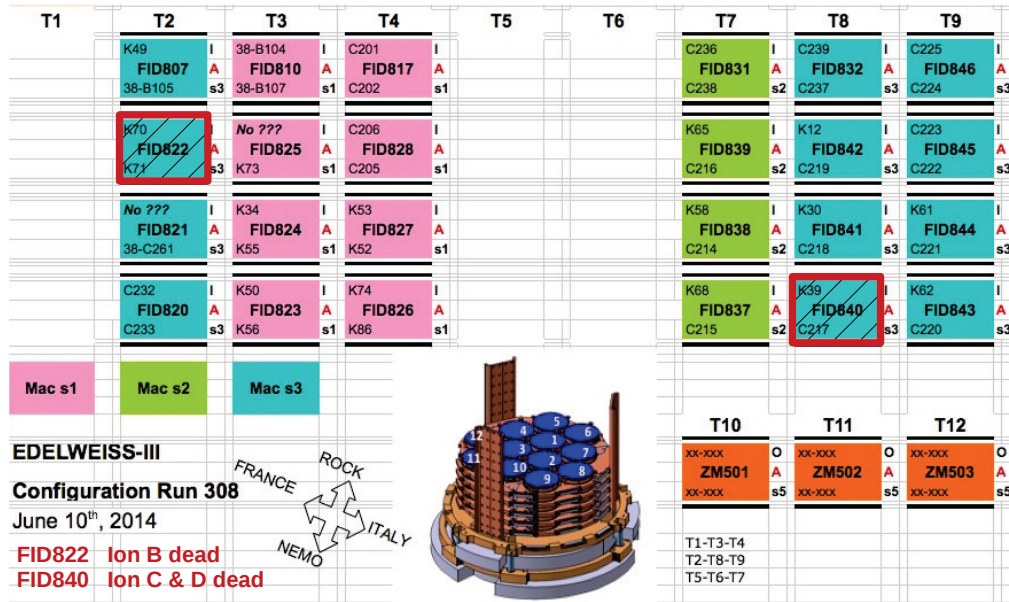 T1 T2 T3 T4 T5 T6 T7 T8 T9
K49 I 38-B104 I C201 I C236 I C239 I C225 I
FID807 A FID810 A FID817 A FID831 A FID832 A FID846 A
38-B105 s3 38-B107 s1 C202 s1 C238 s2 C237 s3 C224 s3
K70 I No ??? I C206 I K65 I K12 I C223 I
FID822 A FID825 A FID828 A FID839 A FID842 A FID845 A
K71 s3 K73 s1 C205 s1 C216 s2 C219 s3 C222 s3
No ??? I K34 I K53 I K58 I K30 I K61 I
FID821 A FID824 A FID827 A FID838 A FID841 A FID844 A
38-C261 s3 K55 s1 K52 s1 C214 s2 C218 s3 C221 s3
C232 I K50 I K74 I K68 I K39 I K62 I
FID820 A FID823 A FID826 A FID837 A FID840 A FID843 A
C233 s3 K56 s1 K86 s1 C215 s2 C217 s3 C220 s3
Mac s1 Mac s2 Mac s3
T10 T11 T12
xx-xxx O xx-xxx O xx-xxx O
ZM501 A ZM502 A ZM503 A
xx-xxx s5 xx-xxx s5 xx-xxx s5
EDELWEISS-III
Configuration Run 308
June 10th, 2014
FID822 Ion B dead
FID840 Ion C & D dead
ROCK
FRANCE
ITALY
NEMO
5
4 6
12 1
3 7
11 2
10 8
9
T1-T3-T4
T2-T8-T9
T5-T6-T7